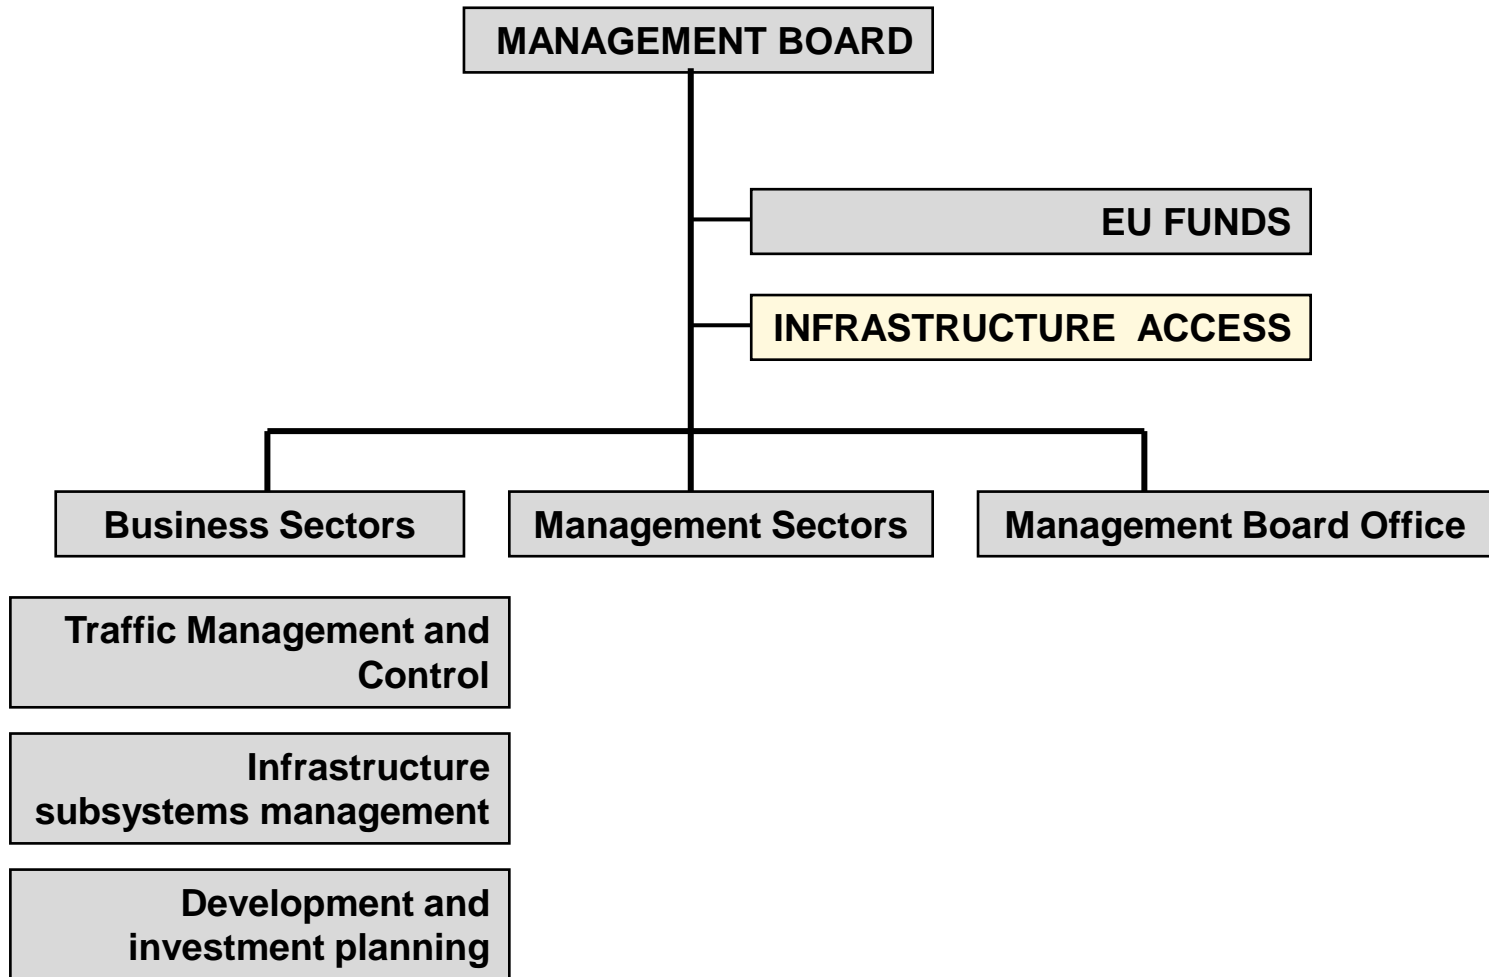 MANAGEMENT BOARD
EU FUNDS
INFRASTRUCTURE ACCESS
Business Sectors
Management Sectors
Management Board Office
Traffic Management and
Control
Infrastructure
subsystems management
Development and
investment planning